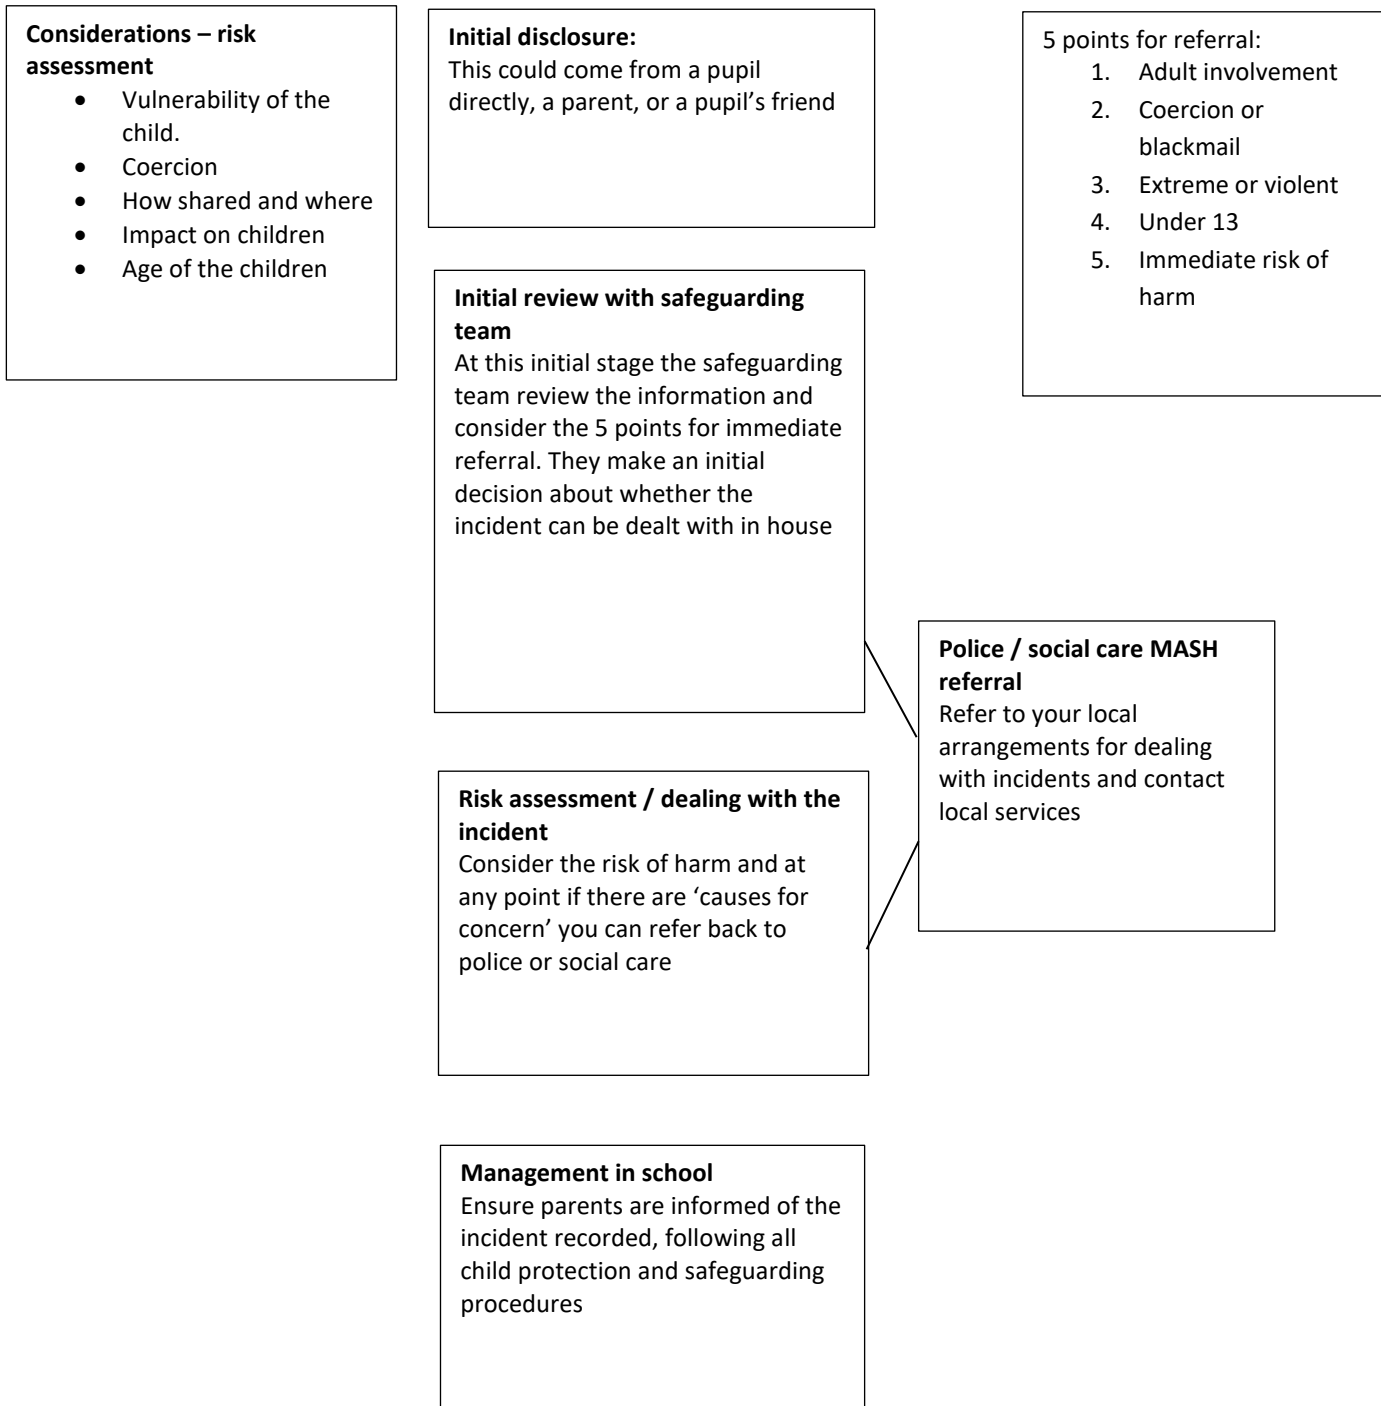 Considerations – risk
assessment
• Vulnerability of the
child.
• Coercion
• How shared and where
• Impact on children
• Age of the children
Initial disclosure:
This could come from a pupil
directly, a parent, or a pupil’s friend
5 points for referral:
1. Adult involvement
2. Coercion or
blackmail
3. Extreme or violent
4. Under 13
5. Immediate risk of
harm
Initial review with safeguarding
team
At this initial stage the safeguarding
team review the information and
consider the 5 points for immediate
referral. They make an initial
decision about whether the
incident can be dealt with in house
Police / social care MASH
referral
Refer to your local
arrangements for dealing
with incidents and contact
local services
Risk assessment / dealing with the
incident
Consider the risk of harm and at
any point if there are ‘causes for
concern’ you can refer back to
police or social care
Management in school
Ensure parents are informed of the
incident recorded, following all
child protection and safeguarding
procedures